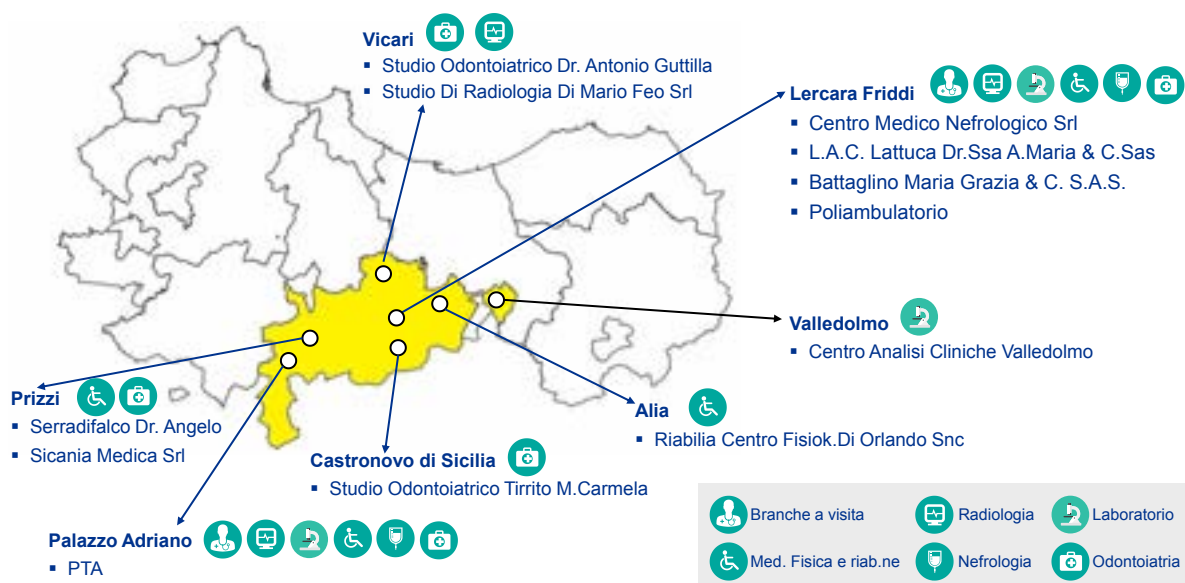 Vicari
▪ Studio Odontoiatrico Dr. Antonio Guttilla
▪ Studio Di Radiologia Di Mario Feo Srl
Lercara Friddi
▪ Centro Medico Nefrologico Srl
▪ L.A.C. Lattuca Dr.Ssa A.Maria & C.Sas
▪ Battaglino Maria Grazia & C. S.A.S.
▪ Poliambulatorio
Valledolmo
▪ Centro Analisi Cliniche Valledolmo
Prizzi
▪ Serradifalco Dr. Angelo
▪ Sicania Medica Srl
Alia
▪ Riabilia Centro Fisiok.Di Orlando Snc
Castronovo di Sicilia
▪ Studio Odontoiatrico Tirrito M.Carmela
Palazzo Adriano
▪ PTA
Branche a visita
Radiologia
Laboratorio
Med. Fisica e riab.ne
Nefrologia
Odontoiatria